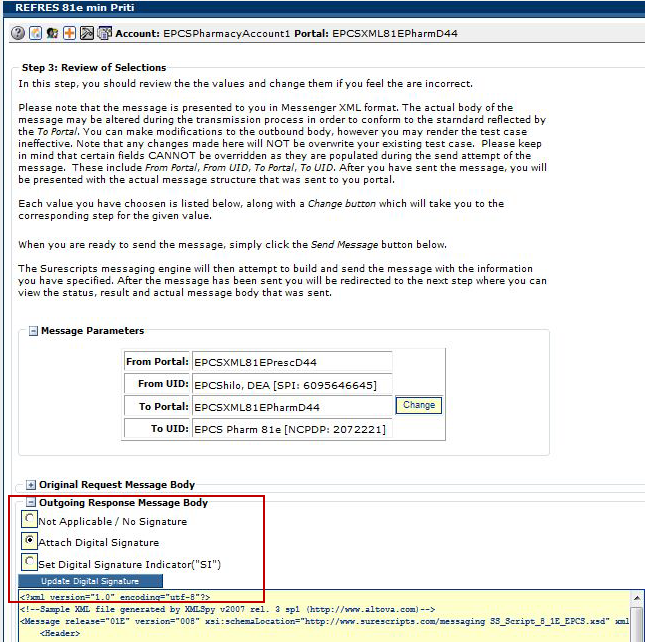 REFRES 81e min Priti
Account: EPCSPharmacyAccount1 Portal: EPCSXML81EPharmD44
Step 3: Review of Selections
In this step, you should review the the values and change them if you feel the are incorrect.
Please note that the message is presented to you in Messenger XML format. The actual body of the
message may be altered during the transmission process in order to conform to the starndard reflected by
the To Portal. You can make modifications to the outbound body, however you may render the test case
ineffective. Note that any changes made here will NOT be overwrite your existing test case. Please keep
in mind that certain fields CANNOT be overridden as they are populated during the send attempt of the
message. These include From Portal, From UID, To Portal, To UID. After you have sent the message, you will
be presented with the actual message structure that was sent to you portal.
Each value you have choosen is listed below, along with a Change button which will take you to the
corresponding step for the given value.
When you are ready to send the message, simply click the Send Message button below.
The Surescripts messaging engine will then attempt to build and send the message with the information
you have specified. After the message has been sent you will be redirected to the next step where you can
view the status, result and actual message body that was sent.
Message Parameters
From Portal: EPCSXML81EPrescD44
From UID: EPCShilo, DEA [SPI: 6095646645]
To Portal: EPCSXML81EPharmD44 Change
To UID: EPCS Pharm 81e [NCPDP: 2072221]
Original Request Message Body
Outgoing Response Message Body
Not Applicable / No Signature
Attach Digital Signature
Set Digital Signature Indicator("SI")
Update Digital Signature
<?xml version="1.0" encoding="utf-8"?>
<!--Sample XML file generated by XMLSpy v2007 rel. 3 sp1 (http://www.altova.com)-->
<Message release="01E" version="008" xsi:schemaLocation="http://www.surescripts.com/messaging SS_Script_8_1E_EPCS.xsd" xml
<Header>